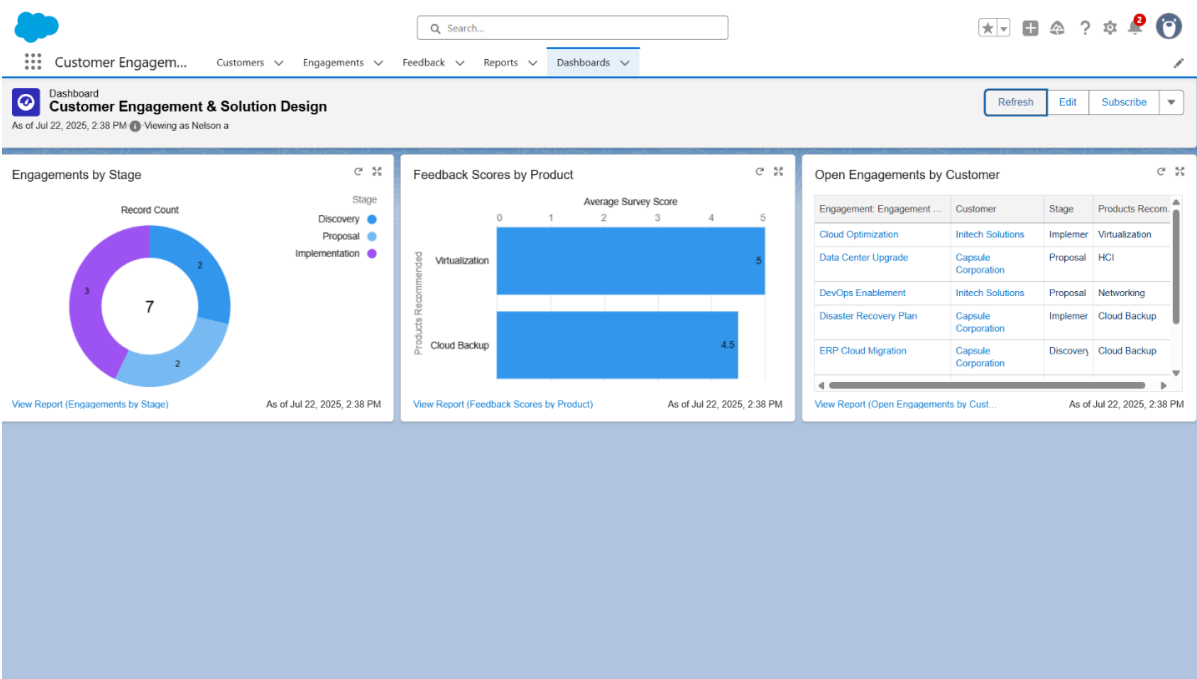 Search...
2
Customer Engagem...
Customers
Engagements
Feedback
Reports
Dashboards
Dashboard
Customer Engagement & Solution Design
As of Jul 22, 2025, 2:38 PM·Viewing as Nelson a
Refresh
Edit
Subscribe
Engagements by Stage
Record Count
Stage
Discovery
Proposal
Implementation
2
3
7
2
View Report (Engagements by Stage)
As of Jul 22, 2025, 2:38 PM
Feedback Scores by Product
Average Survey Score
0 1 2 3 4 5
Products Recommended
Virtualization
5
Cloud Backup
4.5
View Report (Feedback Scores by Product)
As of Jul 22, 2025, 2:38 PM
Open Engagements by Customer
Engagement: Engagement ... Customer Stage Products Recom
Cloud Optimization Initech Solutions Implemer Virtualization
Data Center Upgrade Capsule Proposal HCI
Corporation
DevOps Enablement Initech Solutions Proposal Networking
Disaster Recovery Plan Capsule Implemer Cloud Backup
Corporation
ERP Cloud Migration Capsule Discovery Cloud Backup
Corporation
View Report (Open Engagements by Cust...
As of Jul 22, 2025, 2:38 PM